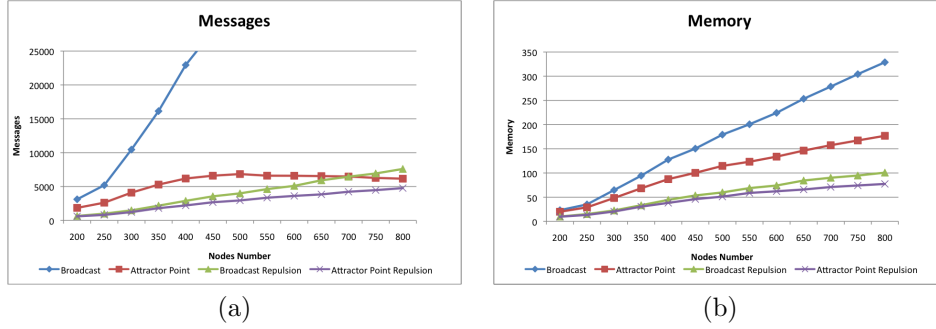 Messages
25000
20000
15000
10000
5000
0
Messages
200 250 300 350 400 450 500 550 600 650 700 750 800
Nodes Number
Broadcast Attractor Point Broadcast Repulsion Attractor Point Repulsion
(a)
Memory
350
300
250
200
150
100
50
0
Memory
200 250 300 350 400 450 500 550 600 650 700 750 800
Nodes Number
Broadcast Attractor Point Broadcast Repulsion Attractor Point Repulsion
(b)